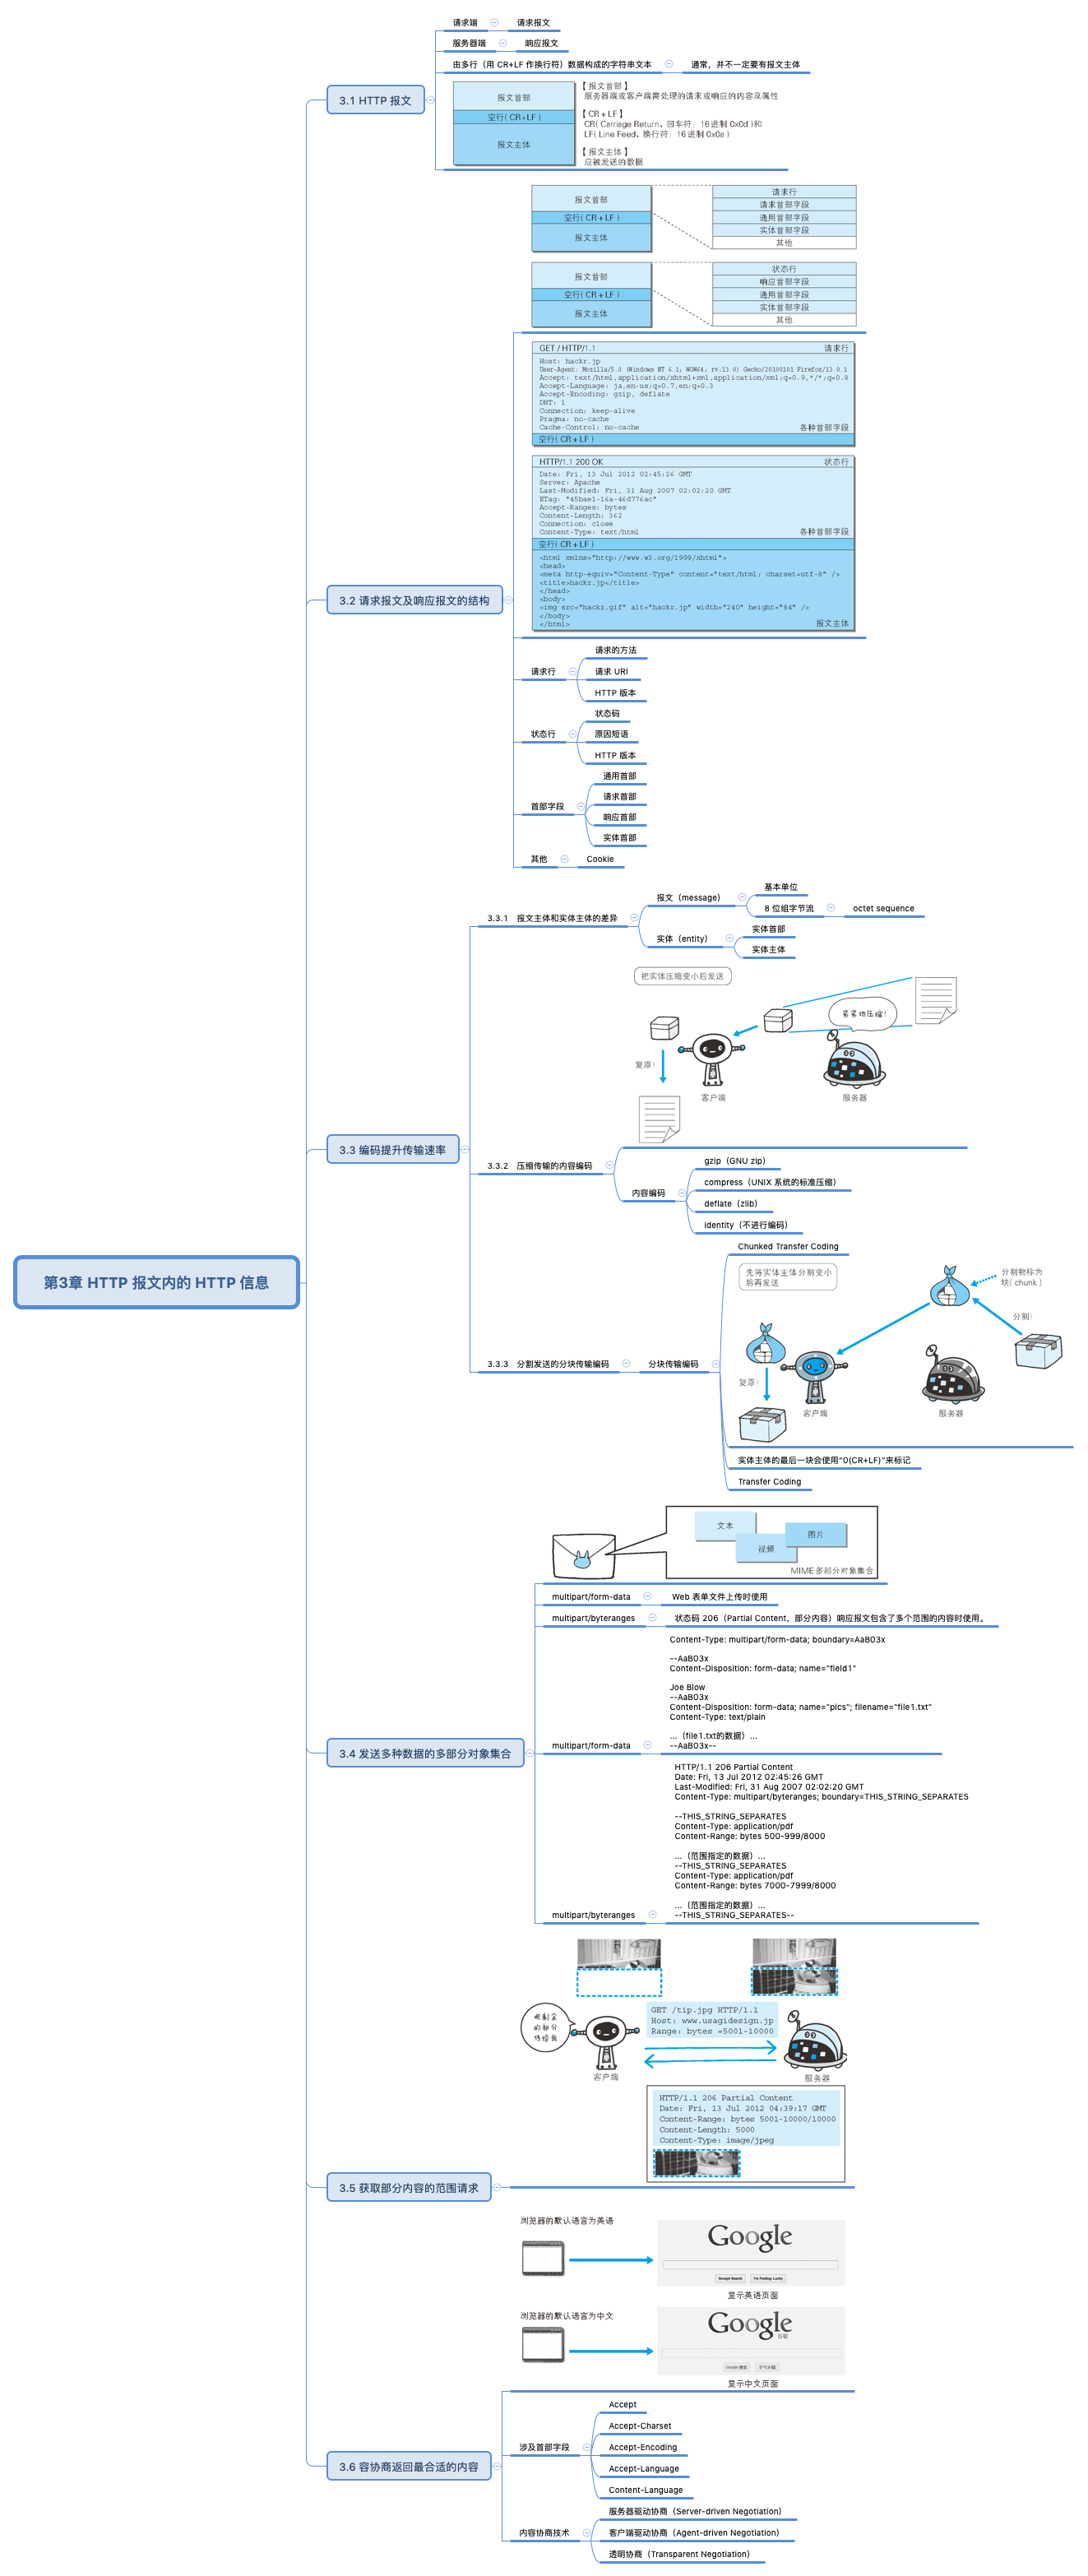 第3章 HTTP 报文内的 HTTP 信息
3.1 HTTP 报文
请求端
请求报文
服务器端
响应报文
由多行（用 CR+LF 作换行符）数据构成的字符串文本
通常，并不一定要有报文主体
报文首部
空行( CR+LF )
报文主体
【 报文首部 】
服务器端或客户端需处理的请求或响应的内容及属性
【 CR + LF 】
CR( Carriage Return，回车符：16 进制 0x0d )和
LF( Line Feed，换行符：16 进制 0x0a )
【 报文主体 】
应被发送的数据
3.2 请求报文及响应报文的结构
报文首部
空行( CR + LF )
报文主体
请求行
请求首部字段
通用首部字段
实体首部字段
其他
报文首部
空行( CR + LF )
报文主体
状态行
响应首部字段
通用首部字段
实体首部字段
其他
GET / HTTP/1.1
请求行
Host: hackr.jp
User-Agent: Mozilla/5.0 (Windows NT 6.1; WOW64; rv:13.0) Gecko/20100101 Firefox/13.0.1
Accept: text/html,application/xhtml+xml,application/xml;q=0.9,*/*;q=0.8
Accept-Language: ja,en-us;q=0.7,en;q=0.3
Accept-Encoding: gzip, deflate
DNT: 1
Connection: keep-alive
Pragma: no-cache
Cache-Control: no-cache
各种首部字段
空行( CR + LF )
HTTP/1.1 200 OK
状态行
Date: Fri, 13 Jul 2012 02:45:26 GMT
Server: Apache
Last-Modified: Fri, 31 Aug 2007 02:02:20 GMT
ETag: "45bae1-16a-46d776ac"
Accept-Ranges: bytes
Content-Length: 362
Connection: close
Content-Type: text/html
各种首部字段
空行( CR + LF )
<html xmlns="http://www.w3.org/1999/xhtml">
<head>
<meta http-equiv="Content-Type" content="text/html; charset=utf-8" />
<title>hackr.jp</title>
</head>
<body>
<img src="hackr.gif" alt="hackr.jp" width="240" height="84" />
</body>
</html>
报文主体
请求行
请求的方法
请求 URI
HTTP 版本
状态行
状态码
原因短语
HTTP 版本
首部字段
通用首部
请求首部
响应首部
实体首部
其他
Cookie
3.3 编码提升传输速率
3.3.1 报文主体和实体主体的差异
报文（message）
基本单位
8 位组字节流
octet sequence
实体（entity）
实体首部
实体主体
3.3.2 压缩传输的内容编码
把实体压缩变小后发送
多多地压缩!
复原!
客户端
服务器
内容编码
gzip（GNU zip）
compress（UNIX 系统的标准压缩）
deflate（zlib）
identity（不进行编码）
3.3.3 分割发送的分块传输编码
分块传输编码
Chunked Transfer Coding
先将实体主体分割变小
后再发送
分割物称为
块( chunk )
分割!
复原!
客户端
服务器
实体主体的最后一块会使用“0(CR+LF)”来标记
Transfer Coding
3.4 发送多种数据的多部分对象集合
文本
视频
图片
MIME 多部分对象集合
multipart/form-data
Web 表单文件上传时使用
multipart/byteranges
状态码 206（Partial Content，部分内容）响应报文包含了多个范围的内容时使用。
multipart/form-data
Content-Type: multipart/form-data; boundary=AaB03x
--AaB03x
Content-Disposition: form-data; name="field1"
Joe Blow
--AaB03x
Content-Disposition: form-data; name="pics"; filename="file1.txt"
Content-Type: text/plain
...（file1.txt的数据）...
--AaB03x--
multipart/byteranges
HTTP/1.1 206 Partial Content
Date: Fri, 13 Jul 2012 02:45:26 GMT
Last-Modified: Fri, 31 Aug 2007 02:02:20 GMT
Content-Type: multipart/byteranges; boundary=THIS_STRING_SEPARATES
--THIS_STRING_SEPARATES
Content-Type: application/pdf
Content-Range: bytes 500-999/8000
...（范围指定的数据）...
--THIS_STRING_SEPARATES
Content-Type: application/pdf
Content-Range: bytes 7000-7999/8000
...（范围指定的数据）...
--THIS_STRING_SEPARATES--
3.5 获取部分内容的范围请求
把剩余
的部分
传给我
客户端
GET /tip.jpg HTTP/1.1
Host: www.usagidesign.jp
Range: bytes =5001-10000
服务器
HTTP/1.1 206 Partial Content
Date: Fri, 13 Jul 2012 04:39:17 GMT
Content-Range: bytes 5001-10000/10000
Content-Length: 5000
Content-Type: image/jpeg
3.6 容协商返回最合适的内容
浏览器的默认语言为英语
Google
Google Search
I'm Feeling Lucky
显示英语页面
浏览器的默认语言为中文
Google
谷歌
Google 搜索
手气不错
显示中文页面
涉及首部字段
Accept
Accept-Charset
Accept-Encoding
Accept-Language
Content-Language
内容协商技术
服务器驱动协商（Server-driven Negotiation）
客户端驱动协商（Agent-driven Negotiation）
透明协商（Transparent Negotiation）